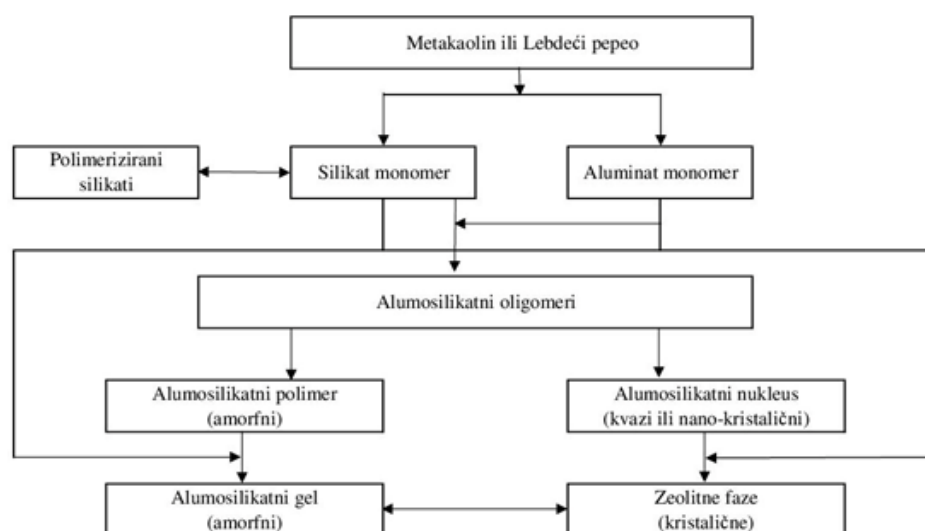 Metakaolin ili Lebdeći pepeo
Polimerizirani
silikati
Silikat monomer
Aluminat monomer
Alumosilikatni oligomeri
Alumosilikatni polimer
(amorfni)
Alumosilikatni nukleus
(kvazi ili nano-kristalični)
Alumosilikatni gel
(amorfni)
Zeolitne faze
(kristalične)